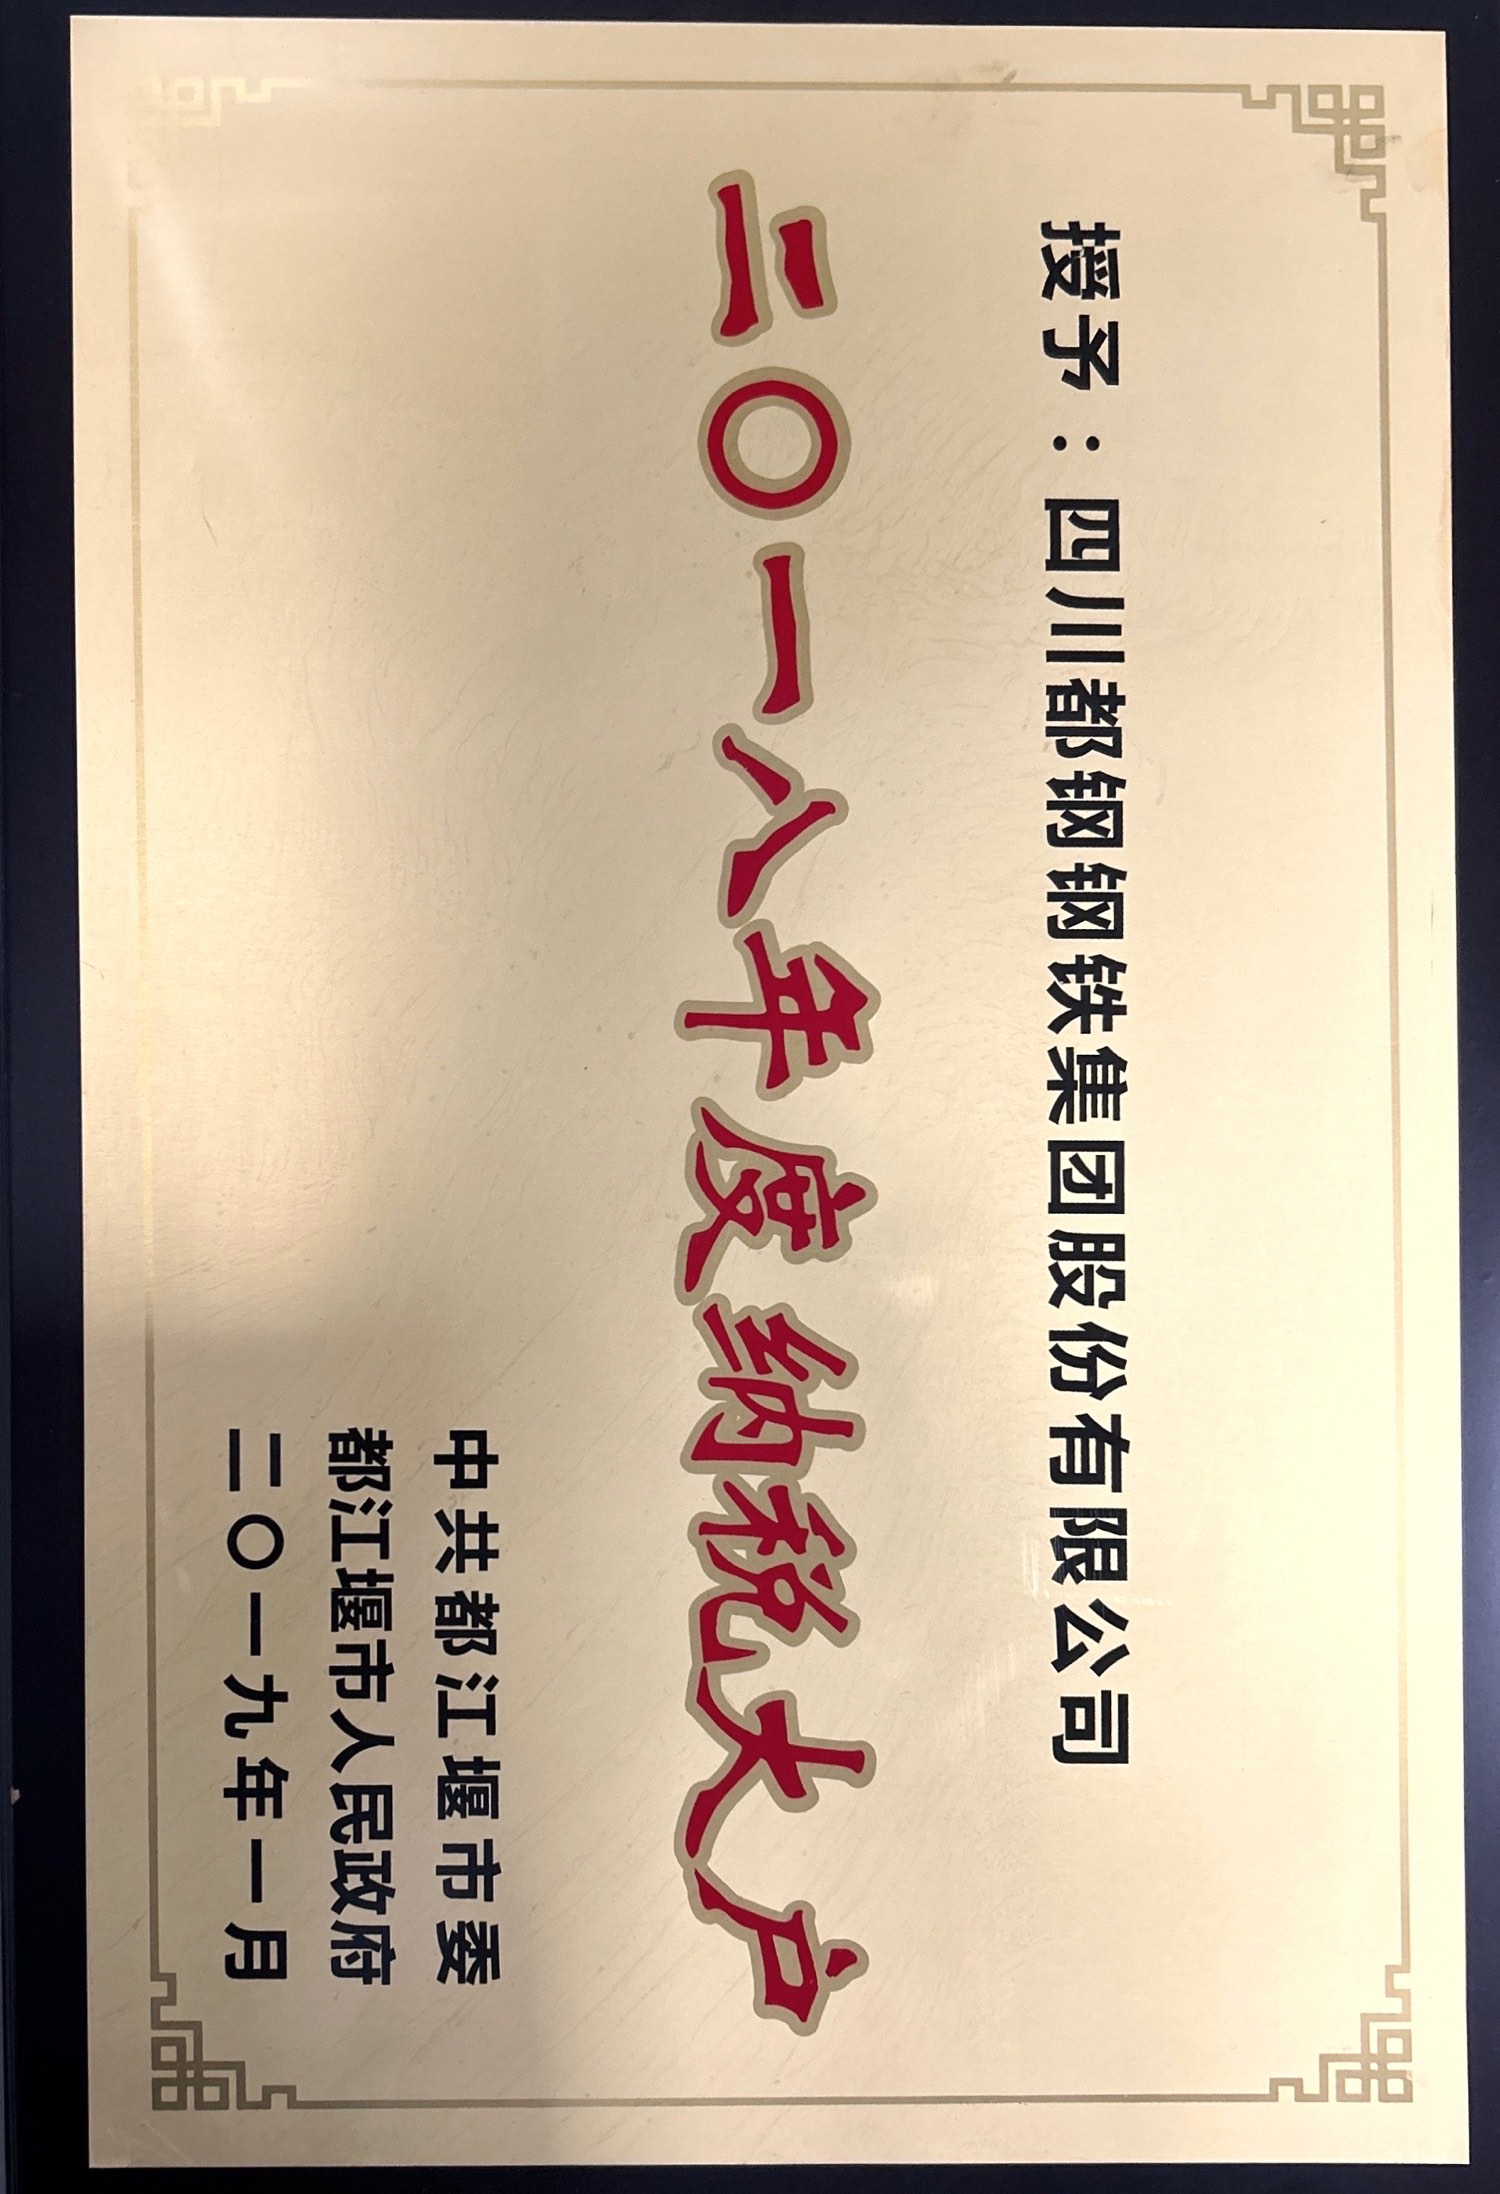 授予：四川都钢钢铁集团股份有限公司
二〇一八年度纳税大户
中共都江堰市委
都江堰市人民政府
二〇一九年一月